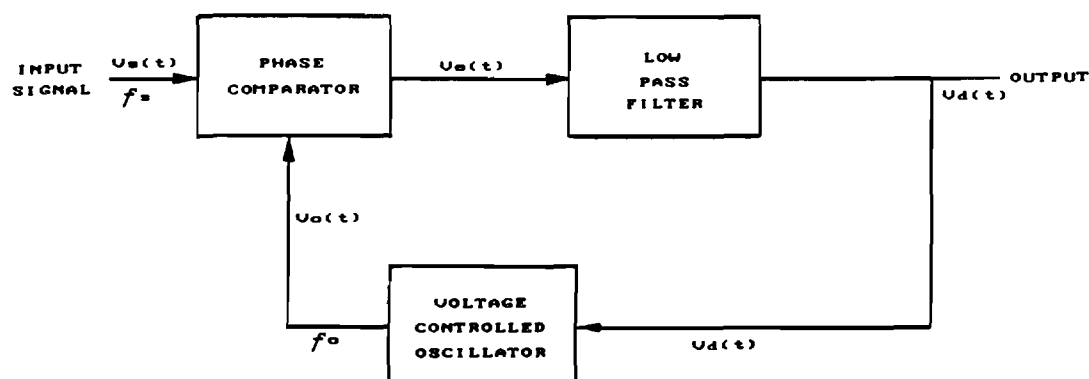 INPUT
SIGNAL
Vs(t)
fs
PHASE
COMPARATOR
Ve(t)
LOW
PASS
FILTER
OUTPUT
Vd(t)
Vo(t)
fo
VOLTAGE
CONTROLLED
OSCILLATOR
Vd(t)